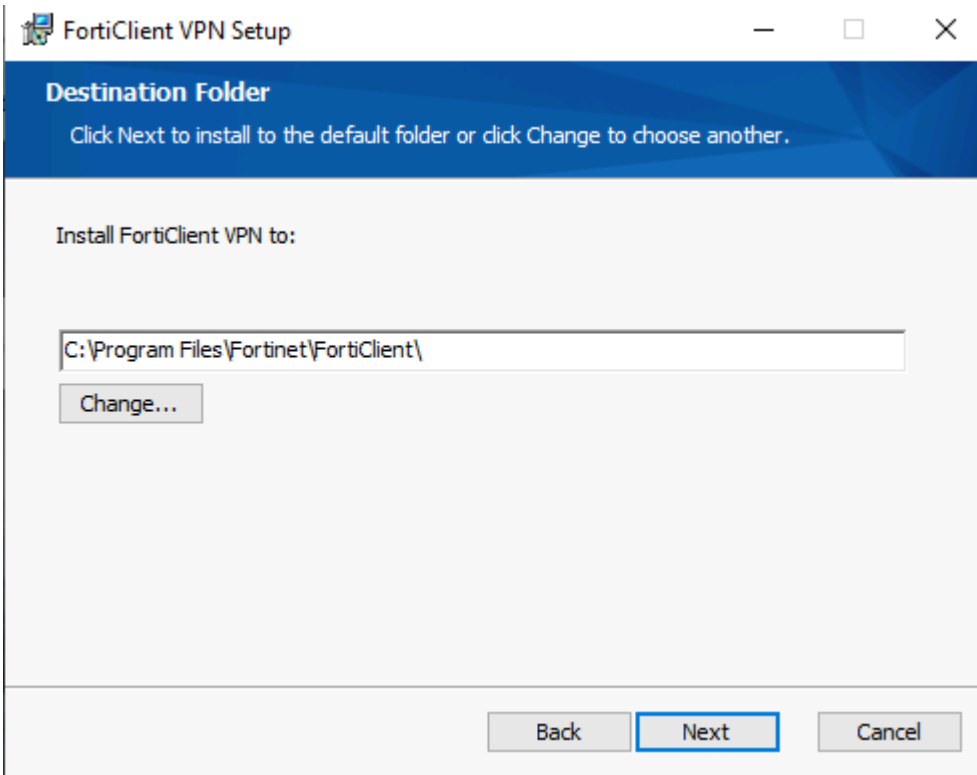 FortiClient VPN Setup
Destination Folder
Click Next to install to the default folder or click Change to choose another.
Install FortiClient VPN to:
C:\Program Files\Fortinet\FortiClient\
Change...
Back Next Cancel